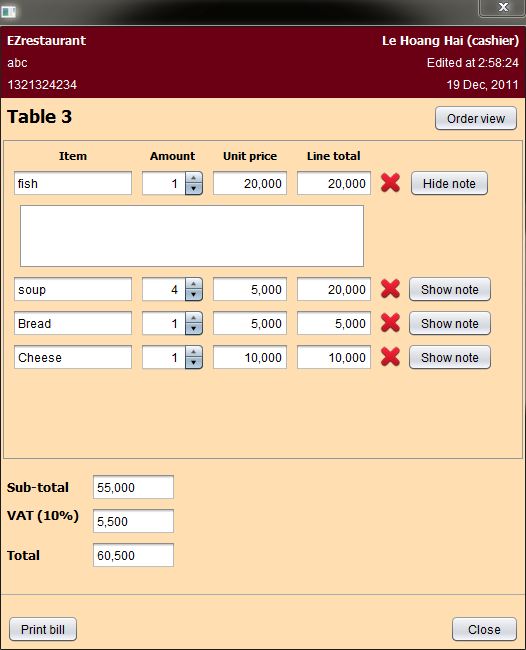 EZrestaurant Le Hoang Hai (cashier)
abc Edited at 2:58:24
1321324234 19 Dec, 2011
Table 3 Order view
Item Amount Unit price Line total
fish 1 20,000 20,000 Hide note
soup 4 5,000 20,000 Show note
Bread 1 5,000 5,000 Show note
Cheese 1 10,000 10,000 Show note
Sub-total 55,000
VAT (10%) 5,500
Total 60,500
Print bill Close